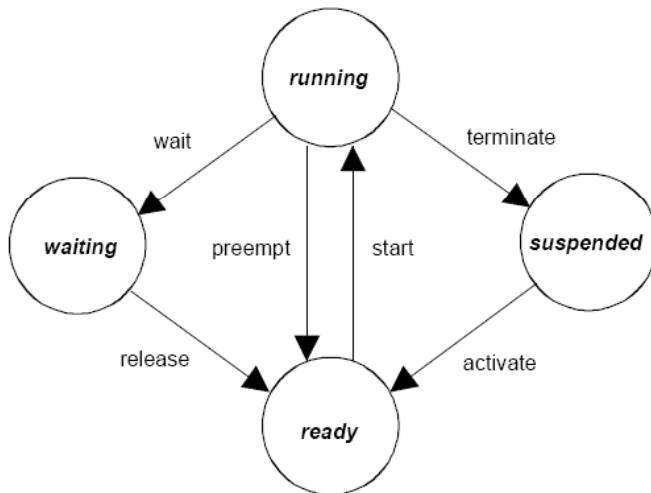 running
wait
terminate
waiting
preempt
start
suspended
release
activate
ready